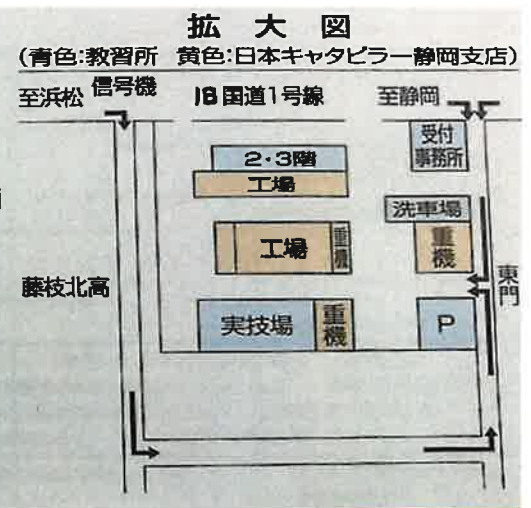 拡大図
(青色:教習所 黄色:日本キャタピラー静岡支店)
至浜松 信号機 旧国道1号線 至静岡
受付
事務所
2・3階
工場
洗車場
工場 重機
重機
藤枝北高
東門
実技場 重機
P